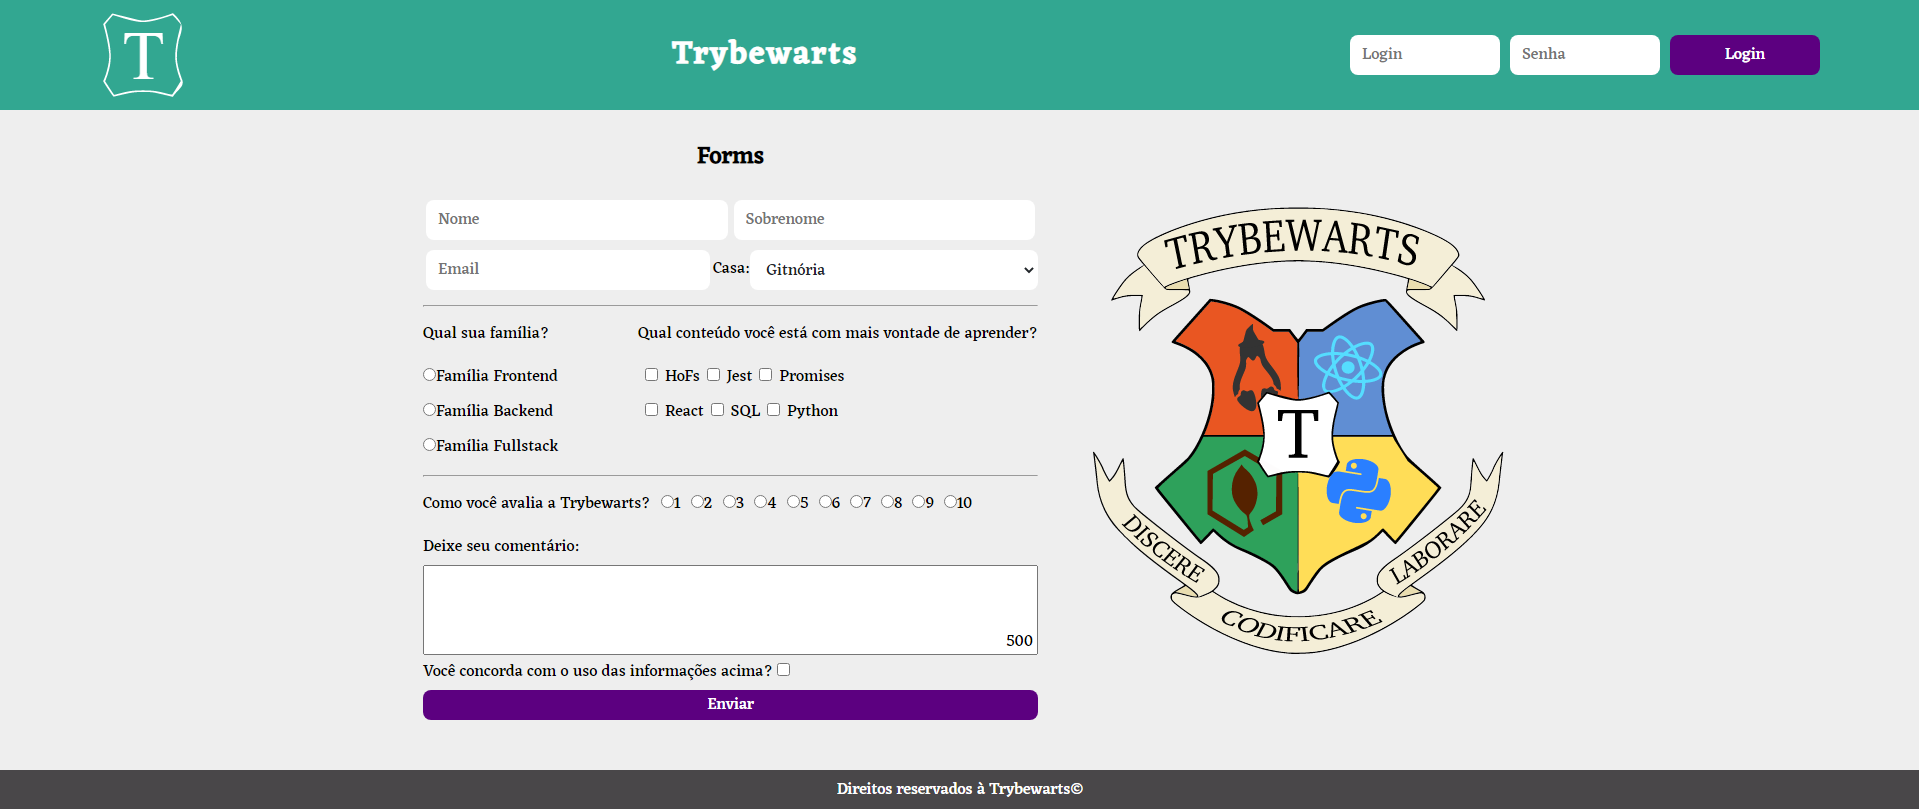 T
Trybewarts
Login
Senha
Login
Forms
Nome
Sobrenome
Email
Casa:
Gitnória
Qual sua família?
Qual conteúdo você está com mais vontade de aprender?
Família Frontend
HoFs Jest Promises
Família Backend
React SQL Python
Família Fullstack
Como você avalia a Trybewarts? 1 2 3 4 5 6 7 8 9 10
Deixe seu comentário:
500
Você concorda com o uso das informações acima?
Enviar
TRYBEWARTS
T
DISCERE
CODIFICARE
LABORARE
Direitos reservados à Trybewarts©